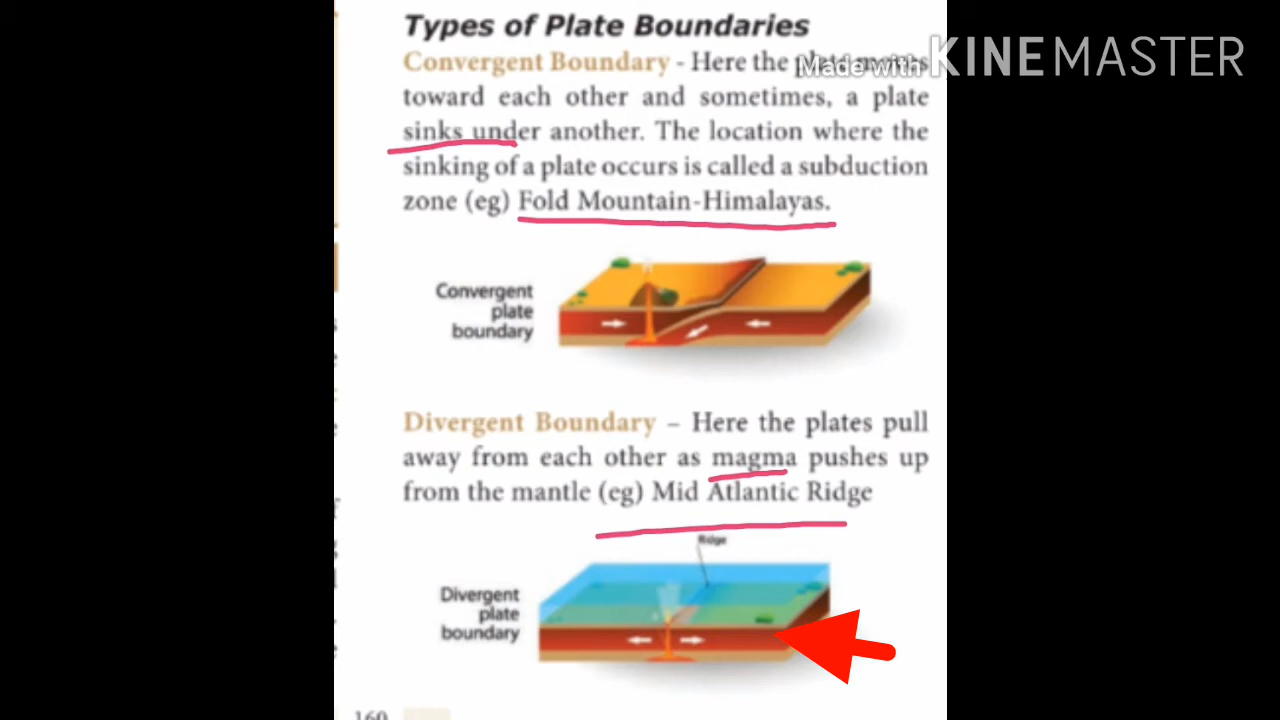 Types of Plate Boundaries
Made with KINEMASTER
Convergent Boundary - Here the plates moves
toward each other and sometimes, a plate
sinks under another. The location where the
sinking of a plate occurs is called a subduction
zone (eg) Fold Mountain-Himalayas.
Convergent
plate
boundary
Divergent Boundary – Here the plates pull
away from each other as magma pushes up
from the mantle (eg) Mid Atlantic Ridge
Ridge
Divergent
plate
boundary
160